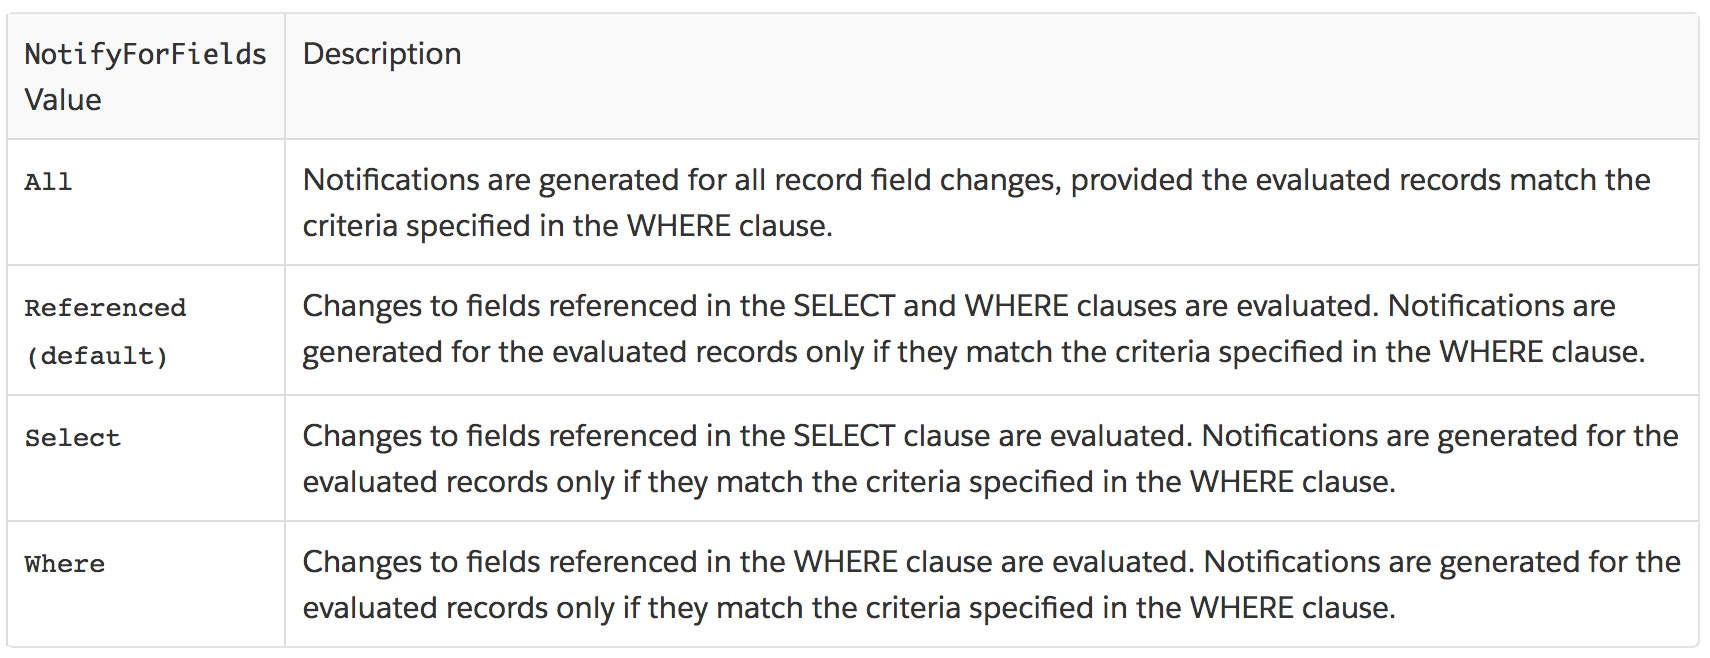 NotifyForFields
Value
Description
All
Notifications are generated for all record field changes, provided the evaluated records match the
criteria specified in the WHERE clause.
Referenced
(default)
Changes to fields referenced in the SELECT and WHERE clauses are evaluated. Notifications are
generated for the evaluated records only if they match the criteria specified in the WHERE clause.
Select
Changes to fields referenced in the SELECT clause are evaluated. Notifications are generated for the
evaluated records only if they match the criteria specified in the WHERE clause.
Where
Changes to fields referenced in the WHERE clause are evaluated. Notifications are generated for the
evaluated records only if they match the criteria specified in the WHERE clause.